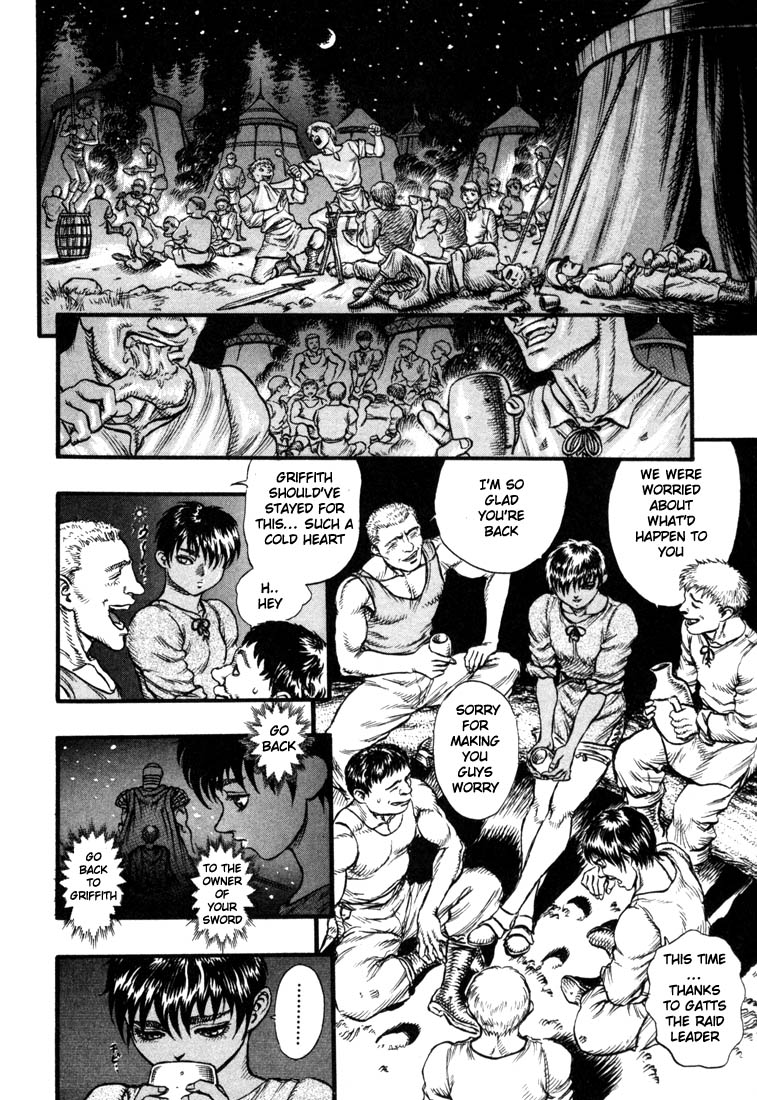 WE WERE
WORRIED
ABOUT
WHAT'D
HAPPEN TO
YOU
I'M SO
GLAD
YOU'RE
BACK
SORRY
FOR
MAKING
YOU
GUYS
WORRY
THIS TIME
...
THANKS
TO GATTS
THE RAID
LEADER
GRIFFITH
SHOULD'VE
STAYED FOR
THIS... SUCH A
COLD HEART
H..
HEY
GO
BACK
TO THE
OWNER
OF
YOUR
SWORD
GO
BACK
TO
GRIFFITH
.........